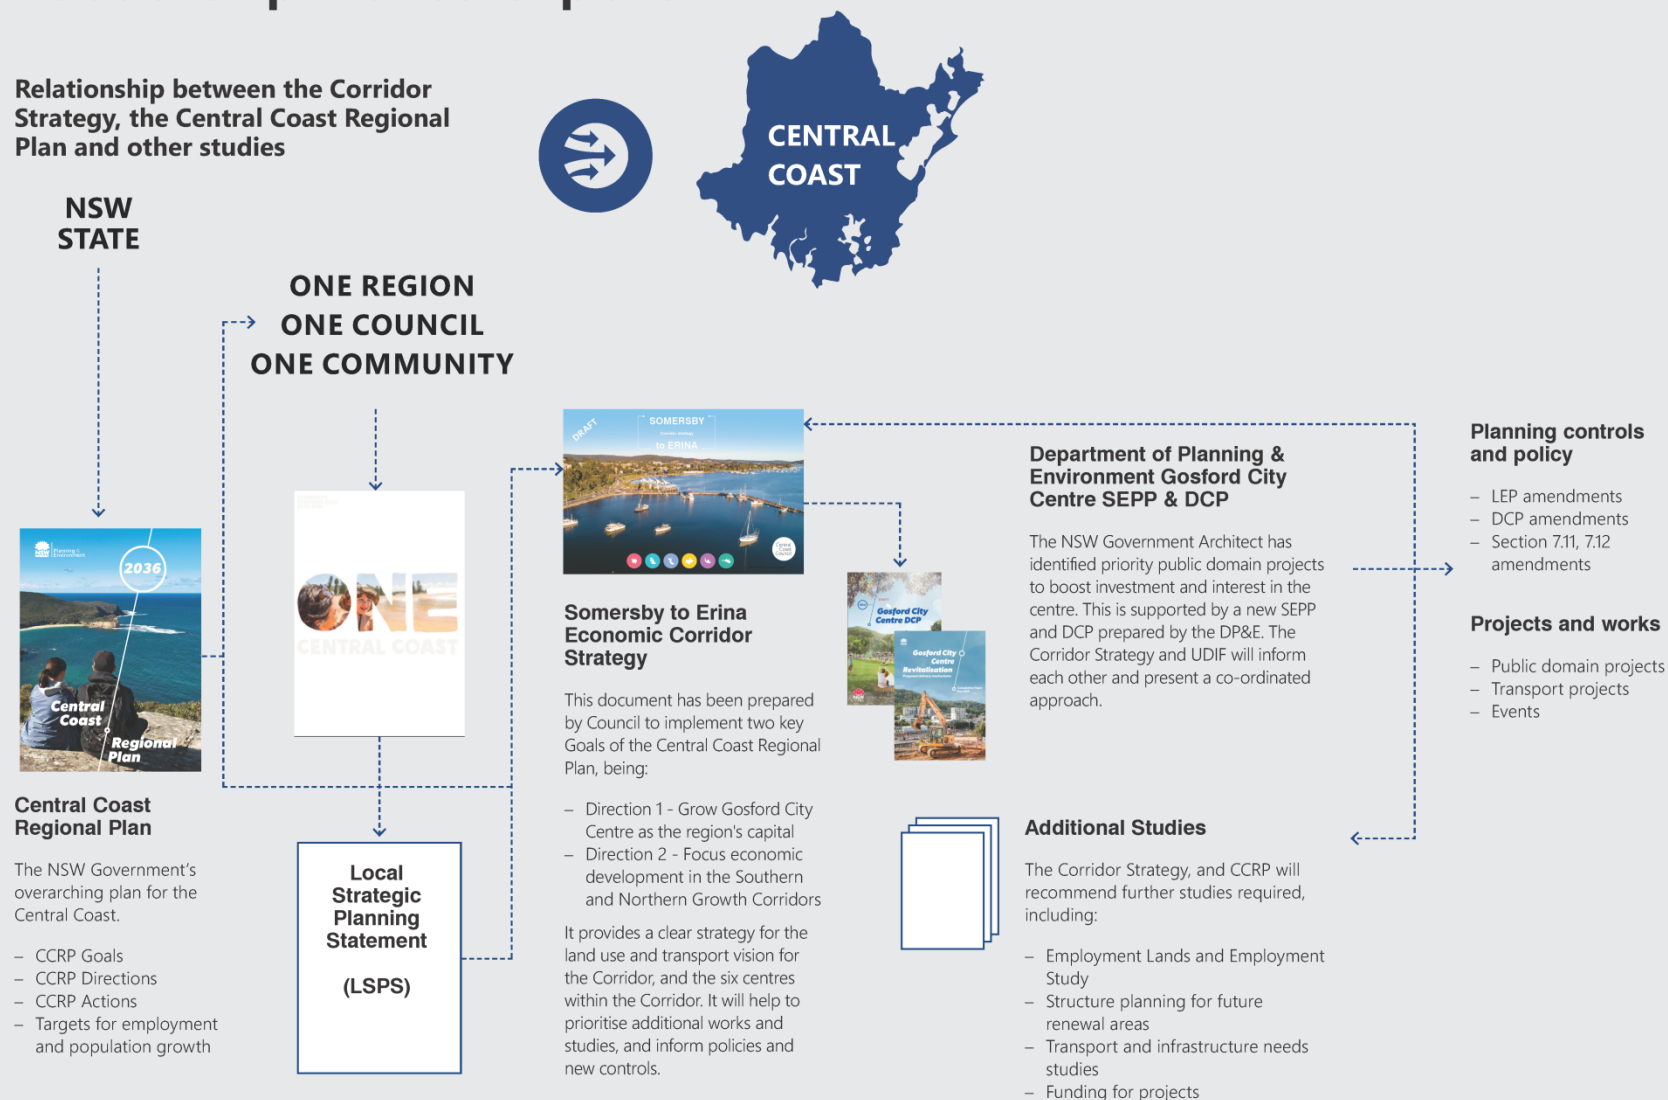 Relationship between the Corridor
Strategy, the Central Coast Regional
Plan and other studies
CENTRAL
COAST
NSW
STATE
ONE REGION
ONE COUNCIL
ONE COMMUNITY
NSW
Planning &
Environment
2036
Central
Coast
Regional
Plan
Central Coast
Regional Plan
The NSW Government's
overarching plan for the
Central Coast.
– CCRP Goals
– CCRP Directions
– CCRP Actions
– Targets for employment
and population growth
ONE
CENTRAL COAST
Local
Strategic
Planning
Statement
(LSPS)
DRAFT
SOMERSBY
to ERINA
Central
Coast
Council
Somersby to Erina
Economic Corridor
Strategy
This document has been prepared
by Council to implement two key
Goals of the Central Coast Regional
Plan, being:
– Direction 1 - Grow Gosford City
Centre as the region's capital
– Direction 2 - Focus economic
development in the Southern
and Northern Growth Corridors
It provides a clear strategy for the
land use and transport vision for
the Corridor, and the six centres
within the Corridor. It will help to
prioritise additional works and
studies, and inform policies and
new controls.
Gosford City
Centre DCP
Gosford City
Centre
Revitalisation
Department of Planning &
Environment Gosford City
Centre SEPP & DCP
The NSW Government Architect has
identified priority public domain projects
to boost investment and interest in the
centre. This is supported by a new SEPP
and DCP prepared by the DP&E. The
Corridor Strategy and UDIF will inform
each other and present a co-ordinated
approach.
Additional Studies
The Corridor Strategy, and CCRP will
recommend further studies required,
including:
– Employment Lands and Employment
Study
– Structure planning for future
renewal areas
– Transport and infrastructure needs
studies
– Funding for projects
Planning controls
and policy
– LEP amendments
– DCP amendments
– Section 7.11, 7.12
amendments
Projects and works
– Public domain projects
– Transport projects
– Events